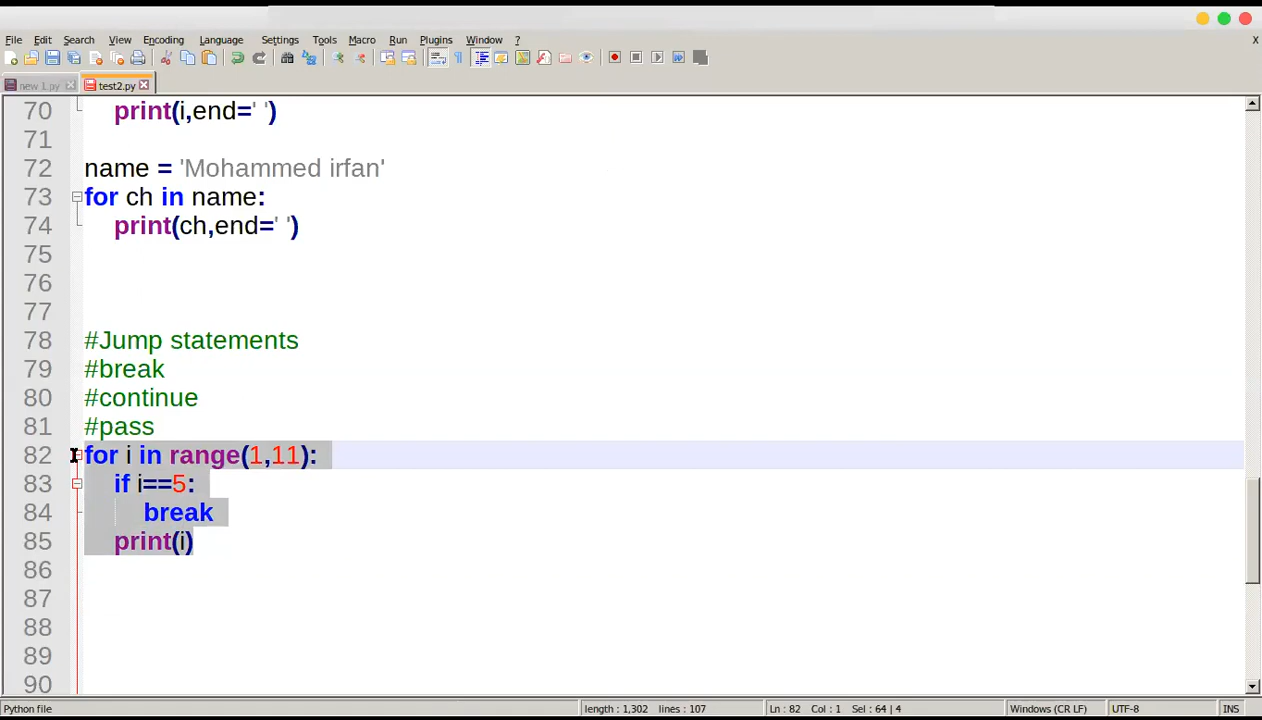 File Edit Search View Encoding Language Settings Tools Macro Run Plugins Window ? X
new 1.py test2.py
70 print(i,end=' ')
71
72 name = 'Mohammed irfan'
73 for ch in name:
74 print(ch,end=' ')
75
76
77
78 #Jump statements
79 #break
80 #continue
81 #pass
82 for i in range(1,11):
83 if i==5:
84 break
85 print(i)
86
87
88
89
90
Python file length : 1,302 lines : 107 Ln : 82 Col : 1 Sel : 64 | 4 Windows (CR LF) UTF-8 INS